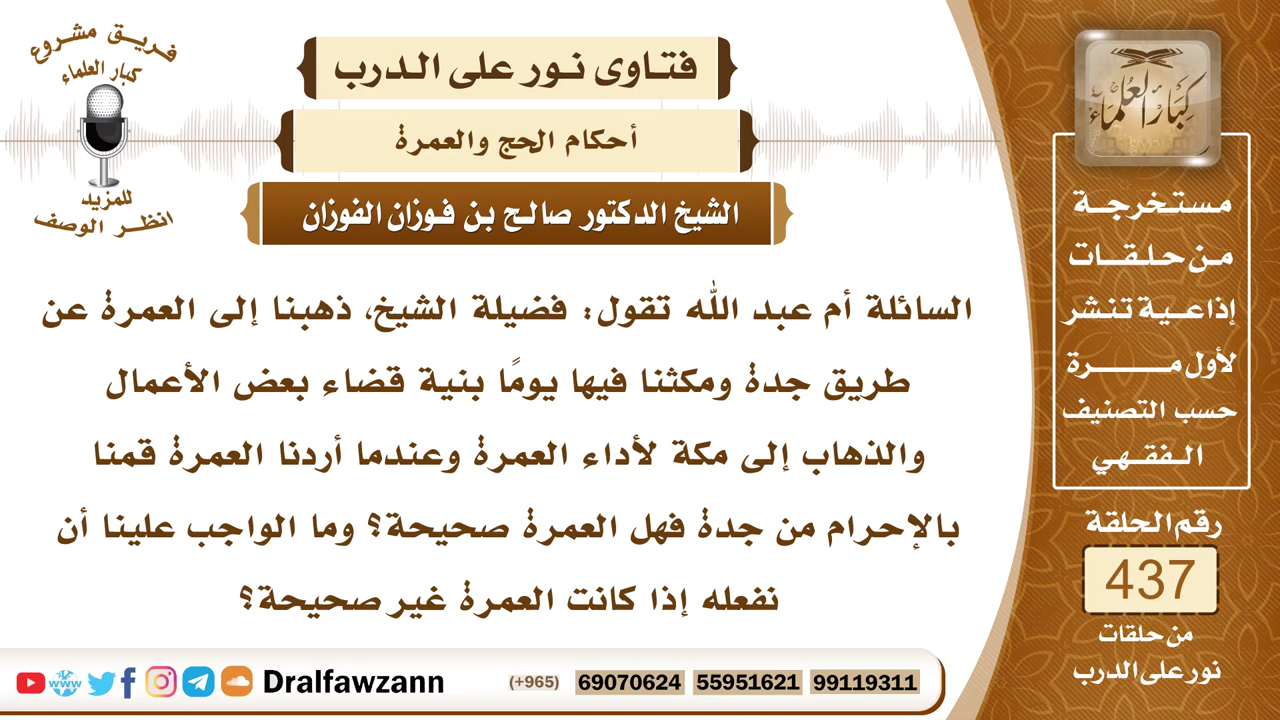 فريق مشروع
كبار العلماء
للمزيد
انظر الوصف
فتاوى نور على الدرب
أحكام الحج والعمرة
الشيخ الدكتور صالح بن فوزان الفوزان
السائلة أم عبد الله تقول: فضيلة الشيخ، ذهبنا إلى العمرة عن
طريق جدة ومكثنا فيها يومًا بنية قضاء بعض الأعمال
والذهاب إلى مكة لأداء العمرة وعندما أردنا العمرة قمنا
بالإحرام من جدة فهل العمرة صحيحة؟ وما الواجب علينا أن
نفعله إذا كانت العمرة غير صحيحة؟
كبار العلماء
مستخرجة
من حلقات
إذاعية تنشر
لأول مرة
حسب التصنيف
الفقهي
رقم الحلقة
437
من حلقات
نور على الدرب
www
Dralfawzann
(+965) 69070624 55951621 99119311